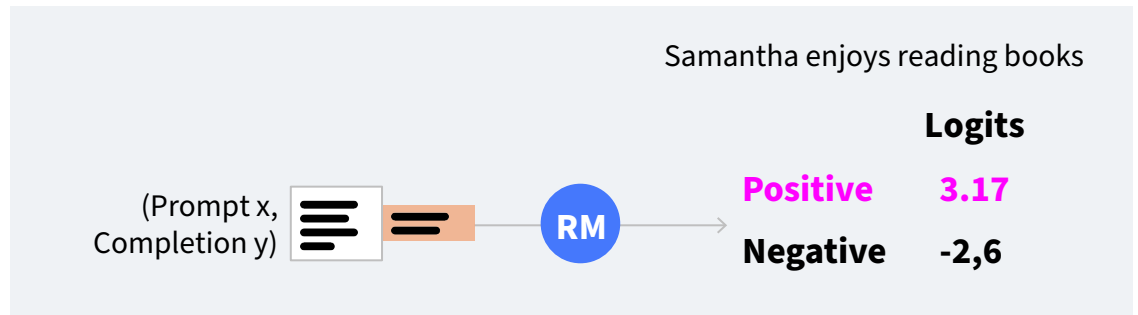 Samantha enjoys reading books
Logits
(Prompt x,
Completion y)
RM
Positive 3.17
Negative -2,6